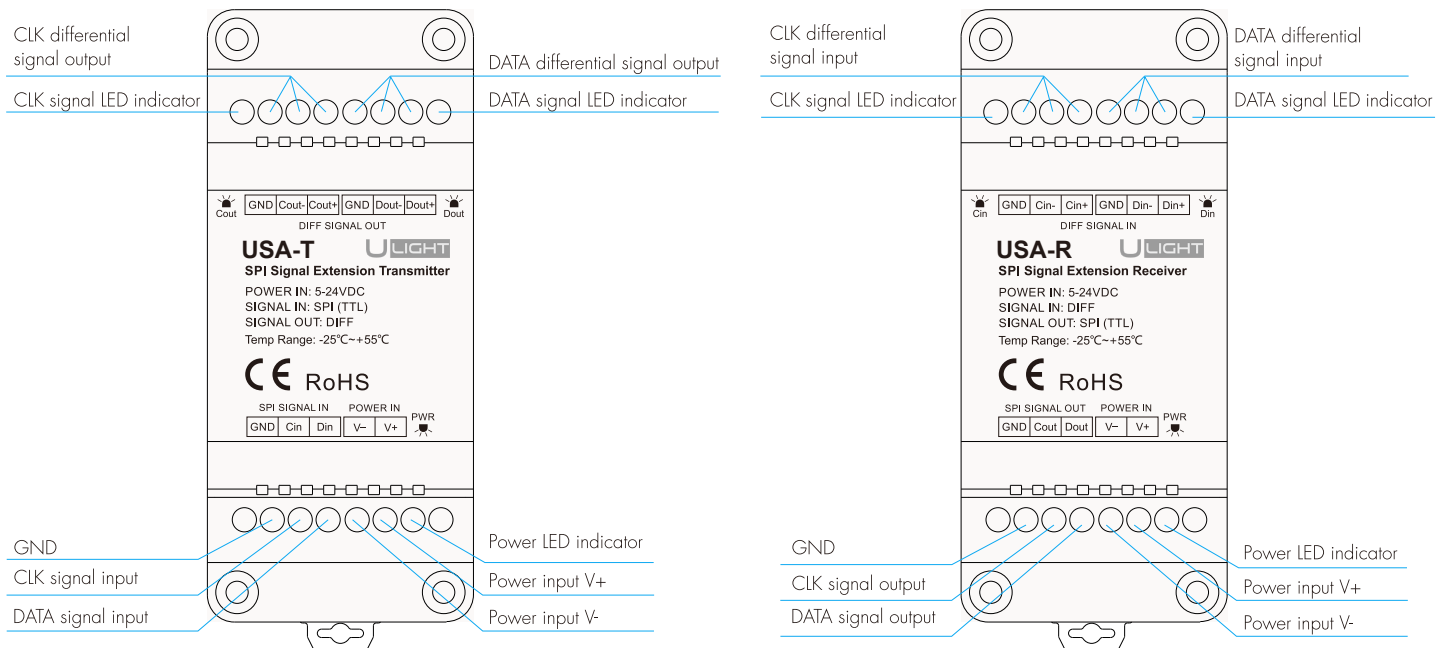 CLK differential
signal output
CLK signal LED indicator
DATA differential signal output
DATA signal LED indicator
Cout
GND Cout- Cout+ GND Dout- Dout+
Dout
DIFF SIGNAL OUT
USA-T
U LIGHT
SPI Signal Extension Transmitter
POWER IN: 5-24VDC
SIGNAL IN: SPI (TTL)
SIGNAL OUT: DIFF
Temp Range: -25℃~+55℃
CE RoHS
SPI SIGNAL IN POWER IN
PWR
GND Cin Din V- V+
GND
CLK signal input
DATA signal input
Power LED indicator
Power input V+
Power input V-
CLK differential
signal input
CLK signal LED indicator
DATA differential
signal input
DATA signal LED indicator
Cin
GND Cin- Cin+ GND Din- Din+
Din
DIFF SIGNAL IN
USA-R
U LIGHT
SPI Signal Extension Receiver
POWER IN: 5-24VDC
SIGNAL IN: DIFF
SIGNAL OUT: SPI (TTL)
Temp Range: -25℃~+55℃
CE RoHS
SPI SIGNAL OUT POWER IN
PWR
GND Cout Dout V- V+
GND
CLK signal output
DATA signal output
Power LED indicator
Power input V+
Power input V-